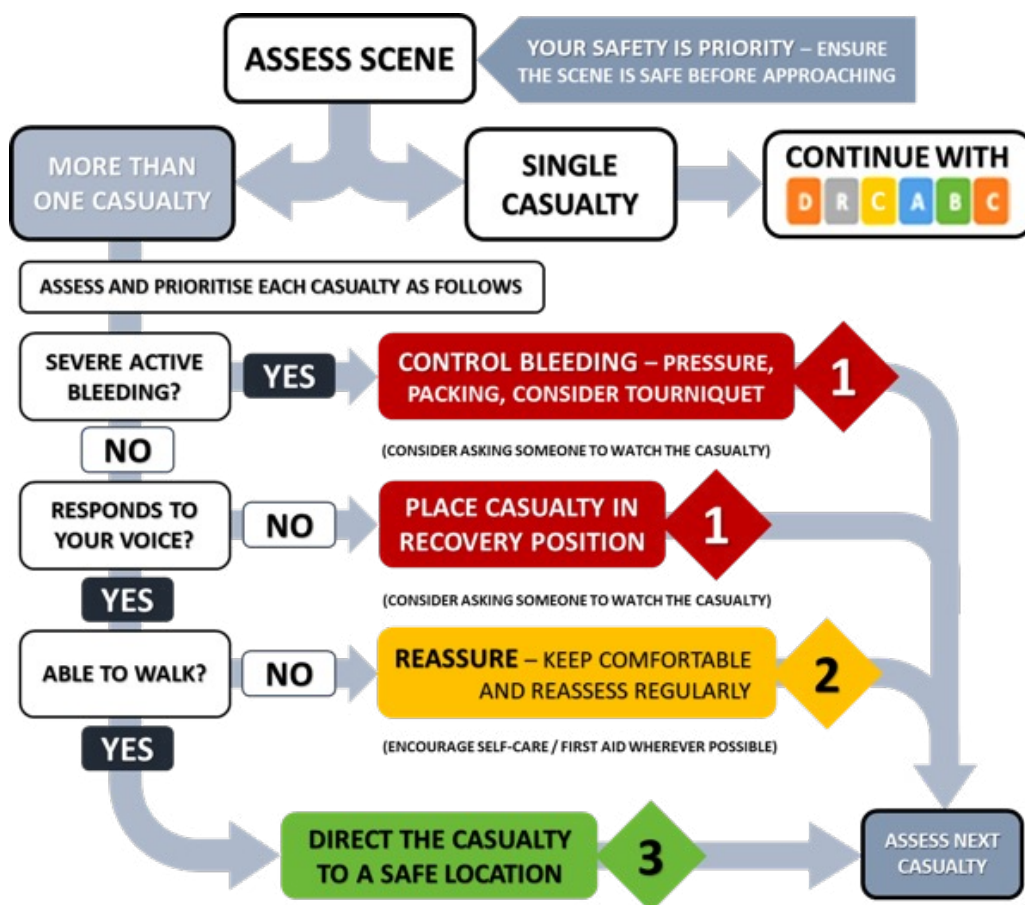 ASSESS SCENE
YOUR SAFETY IS PRIORITY – ENSURE
THE SCENE IS SAFE BEFORE APPROACHING
MORE THAN
ONE CASUALTY
SINGLE
CASUALTY
CONTINUE WITH
D R C A B C
ASSESS AND PRIORITISE EACH CASUALTY AS FOLLOWS
SEVERE ACTIVE
BLEEDING?
YES
CONTROL BLEEDING – PRESSURE,
PACKING, CONSIDER TOURNIQUET
1
(CONSIDER ASKING SOMEONE TO WATCH THE CASUALTY)
NO
RESPONDS TO
YOUR VOICE?
NO
PLACE CASUALTY IN
RECOVERY POSITION
1
(CONSIDER ASKING SOMEONE TO WATCH THE CASUALTY)
YES
ABLE TO WALK?
NO
REASSURE – KEEP COMFORTABLE
AND REASSESS REGULARLY
2
(ENCOURAGE SELF-CARE / FIRST AID WHEREVER POSSIBLE)
YES
DIRECT THE CASUALTY
TO A SAFE LOCATION
3
ASSESS NEXT
CASUALTY